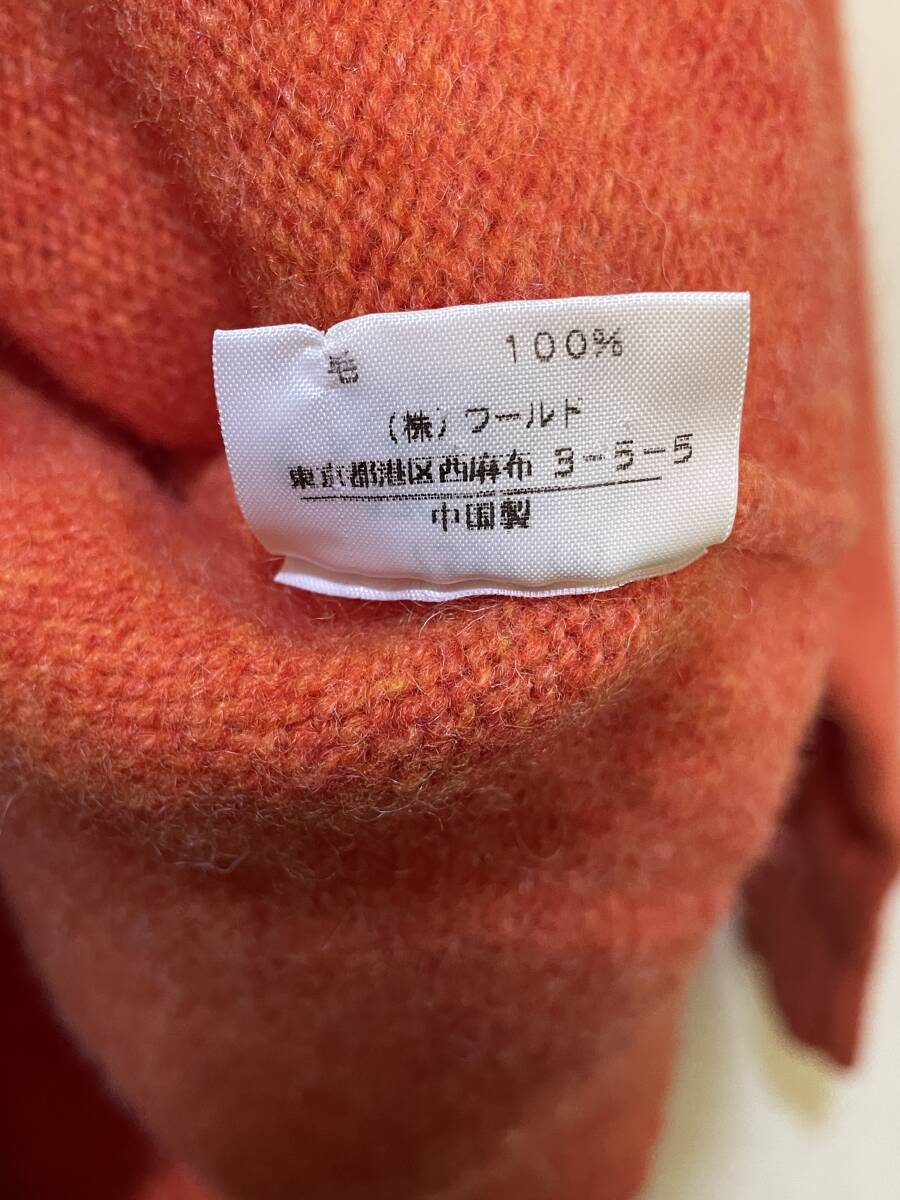 毛 100%
(株)ワールド
東京都港区西麻布 3-5-5
中国製